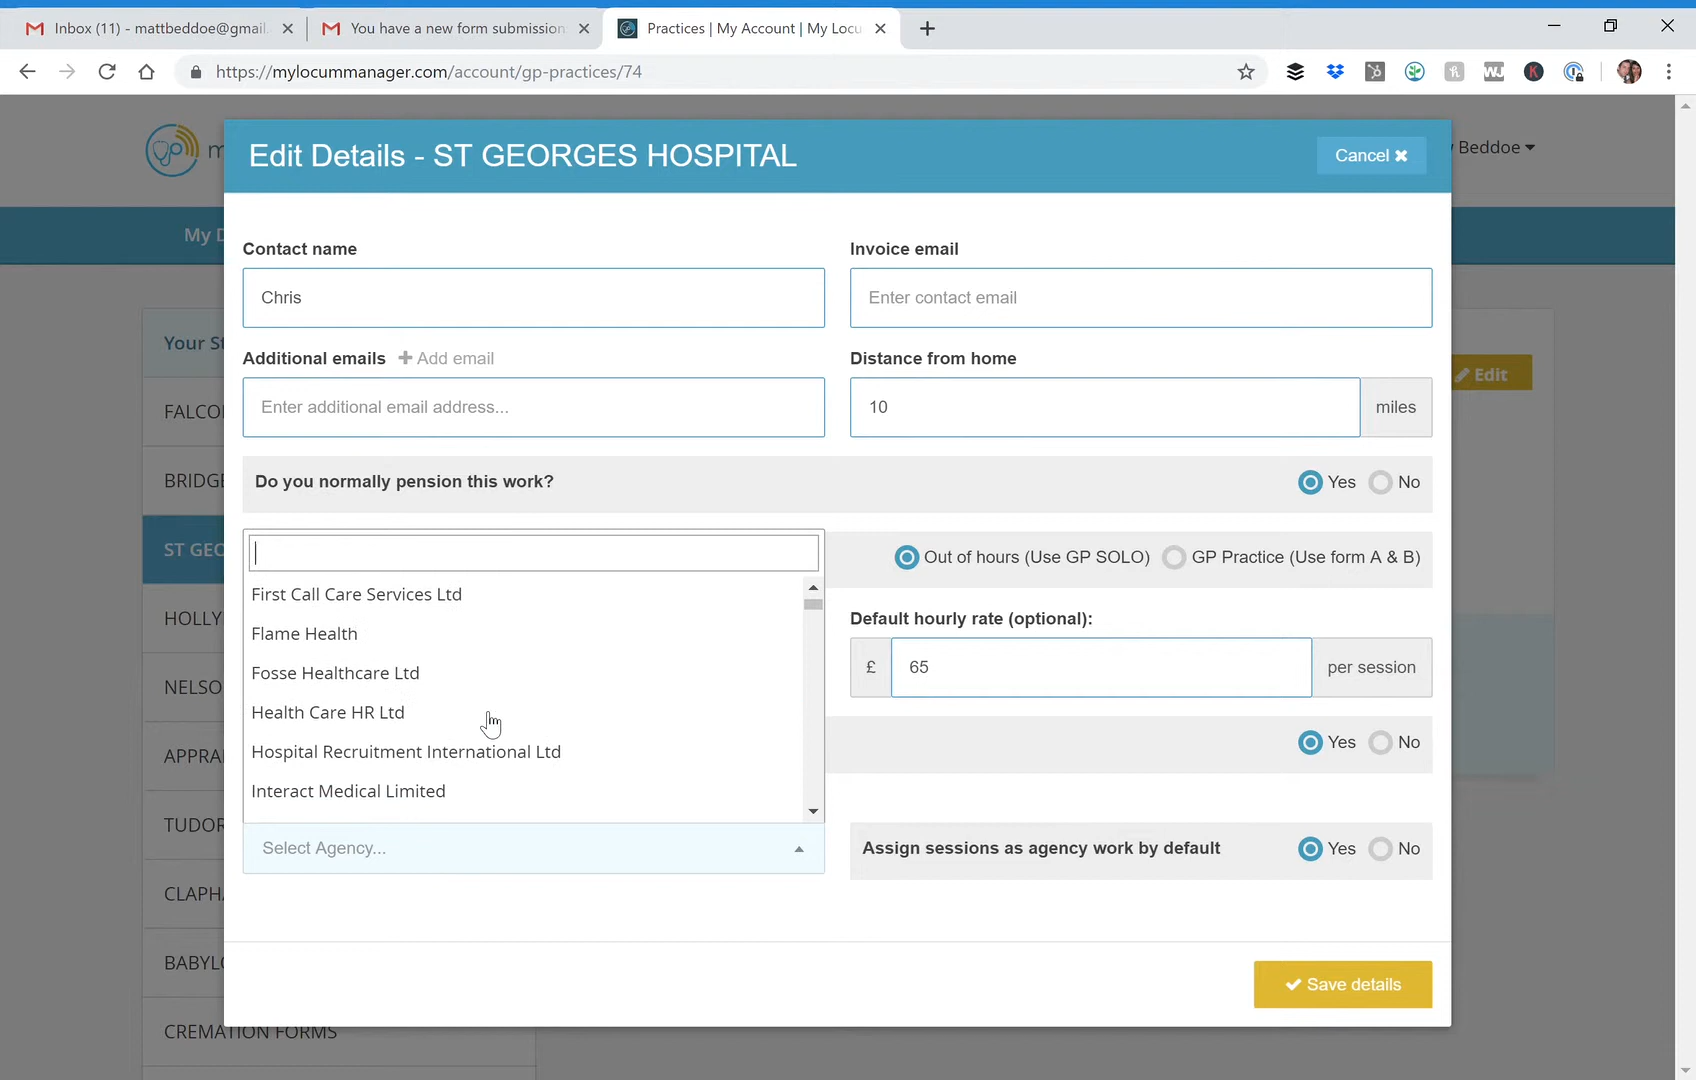 Inbox (11) - mattbeddoe@gmail.
You have a new form submission
Practices | My Account | My Locu
https://mylocummanager.com/account/gp-practices/74
Beddoe
My D
Edit Details - ST GEORGES HOSPITAL
Cancel
Contact name
Chris
Invoice email
Enter contact email
Additional emails
Add email
Enter additional email address...
Distance from home
10
miles
Do you normally pension this work?
Yes
No
Out of hours (Use GP SOLO)
GP Practice (Use form A & B)
First Call Care Services Ltd
Flame Health
Fosse Healthcare Ltd
Health Care HR Ltd
Hospital Recruitment International Ltd
Interact Medical Limited
Select Agency...
Default hourly rate (optional):
£
65
per session
Yes
No
Assign sessions as agency work by default
Yes
No
Save details
Your St
FALCO
BRIDGE
ST GEO
HOLLY
NELSO
APPRA
TUDOR
CLAPHA
BABYLO
CREMATION FORMS
Edit